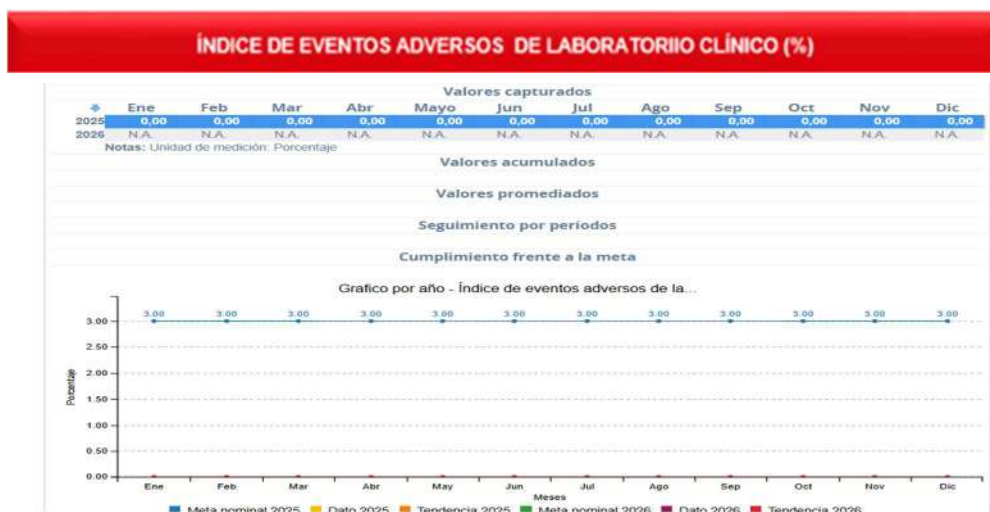 ÍNDICE DE EVENTOS ADVERSOS DE LABORATORIIO CLÍNICO (%)
Valores capturados
Ene Feb Mar Abr Mayo Jun Jul Ago Sep Oct Nov Dic
2025 0,00 0,00 0,00 0,00 0,00 0,00 0,00 0,00 0,00 0,00 0,00 0,00
2026 N.A. N.A. N.A. N.A. N.A. N.A. N.A. N.A. N.A. N.A. N.A. N.A.
Notas: Unidad de medición: Porcentaje
Valores acumulados
Valores promediados
Seguimiento por períodos
Cumplimiento frente a la meta
Grafico por año - Índice de eventos adversos de la...
3.00 3.00 3.00 3.00 3.00 3.00 3.00 3.00 3.00 3.00 3.00 3.00
3.00
2.50
2.00
1.50
1.00
0.50
0.00
Porcentaje
Ene Feb Mar Abr May Jun Jul Ago Sep Oct Nov Dic
Meses
Meta nominal 2025 Dato 2025 Tendencia 2025 Meta nominal 2026 Dato 2026 Tendencia 2026